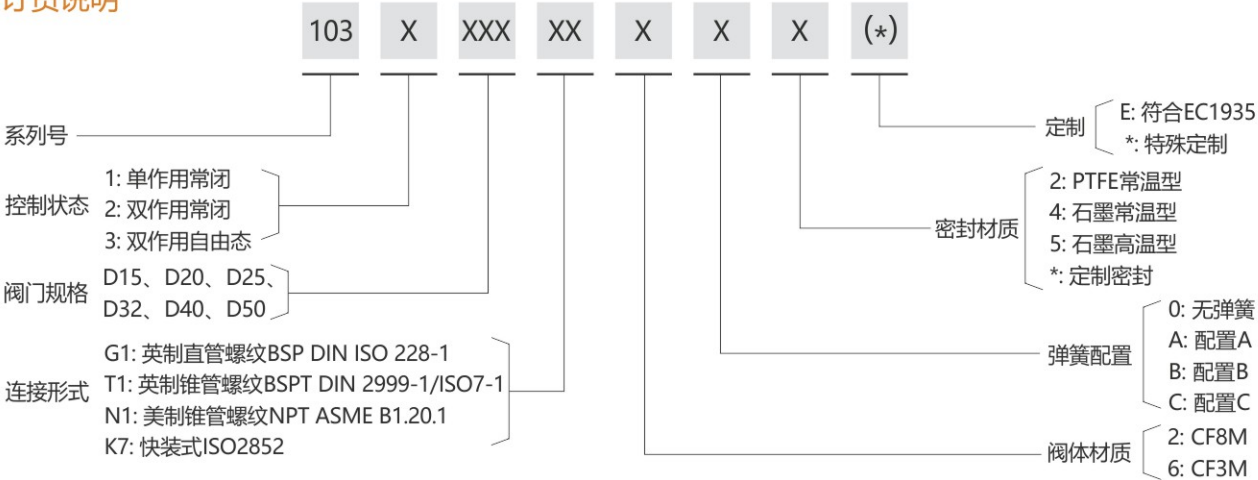 订货说明
103 X XXX XX X X X (*)
系列号
控制状态
1: 单作用常闭
2: 双作用常闭
3: 双作用自由态
阀门规格
D15、D20、D25、
D32、D40、D50
连接形式
G1: 英制直管螺纹BSP DIN ISO 228-1
T1: 英制锥管螺纹BSPT DIN 2999-1/ISO7-1
N1: 美制锥管螺纹NPT ASME B1.20.1
K7: 快装式ISO2852
定制
E: 符合EC1935
*: 特殊定制
密封材质
2: PTFE常温型
4: 石墨常温型
5: 石墨高温型
*: 定制密封
弹簧配置
0: 无弹簧
A: 配置A
B: 配置B
C: 配置C
阀体材质
2: CF8M
6: CF3M